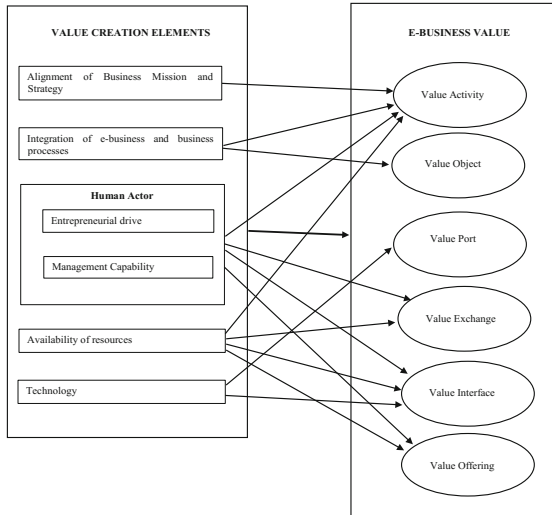 VALUE CREATION ELEMENTS
Alignment of Business Mission and
Strategy
Integration of e-business and business
processes
Human Actor
Entrepreneurial drive
Management Capability
Availability of resources
Technology
E-BUSINESS VALUE
Value Activity
Value Object
Value Port
Value Exchange
Value Interface
Value Offering